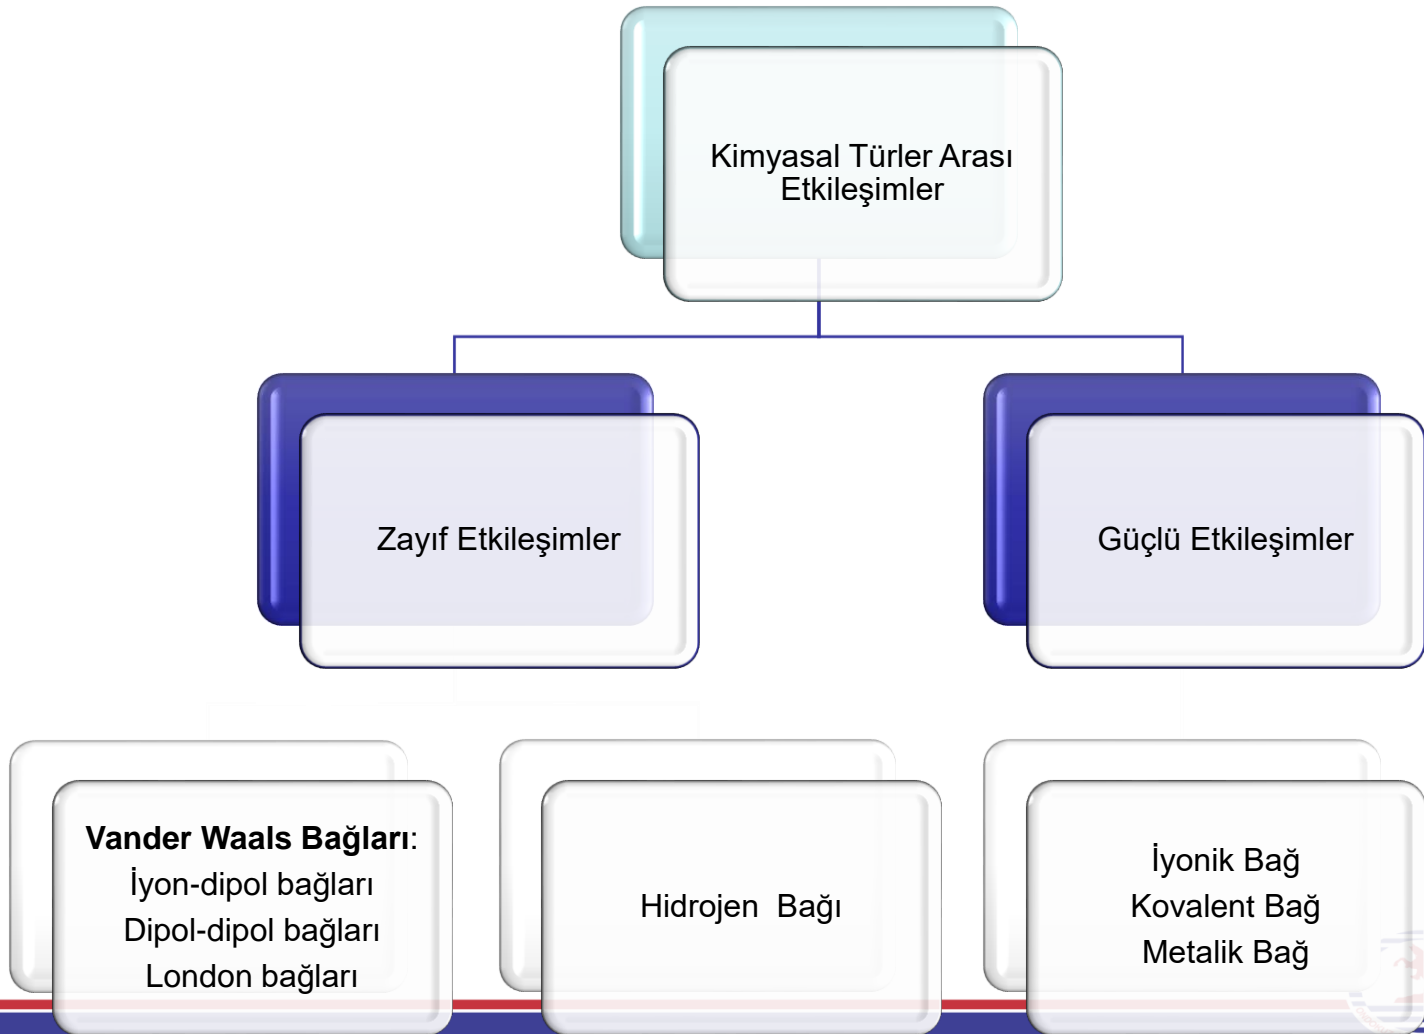 Kimyasal Türler Arası
Etkileşimler
Zayıf Etkileşimler
Güçlü Etkileşimler
Vander Waals Bağları:
İyon-dipol bağları
Dipol-dipol bağları
London bağları
Hidrojen Bağı
İyonik Bağ
Kovalent Bağ
Metalik Bağ